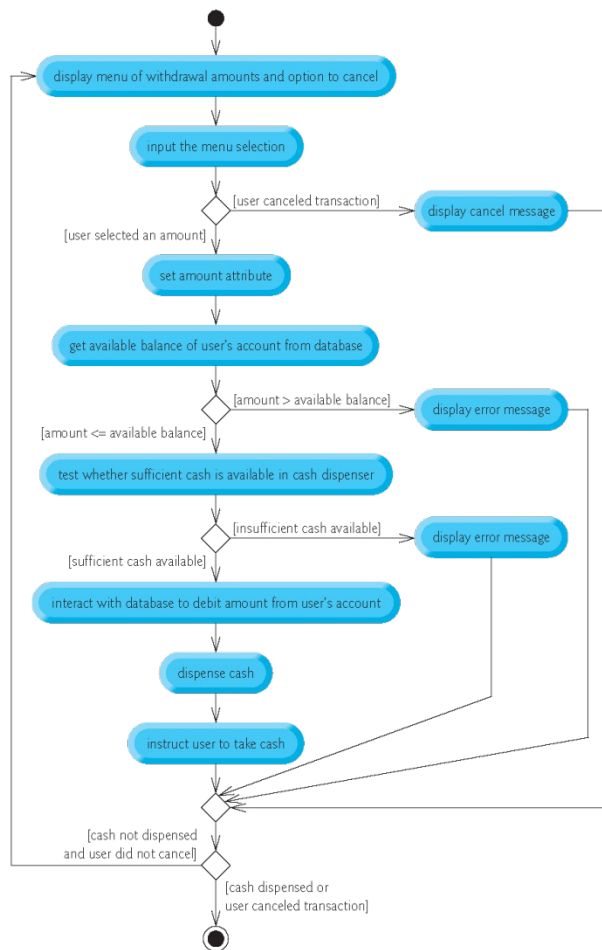 display menu of withdrawal amounts and option to cancel
input the menu selection
[user canceled transaction]
display cancel message
[user selected an amount]
set amount attribute
get available balance of user's account from database
[amount > available balance]
display error message
[amount <= available balance]
test whether sufficient cash is available in cash dispenser
[insufficient cash available]
display error message
[sufficient cash available]
interact with database to debit amount from user's account
dispense cash
instruct user to take cash
[cash not dispensed
and user did not cancel]
[cash dispensed or
user canceled transaction]